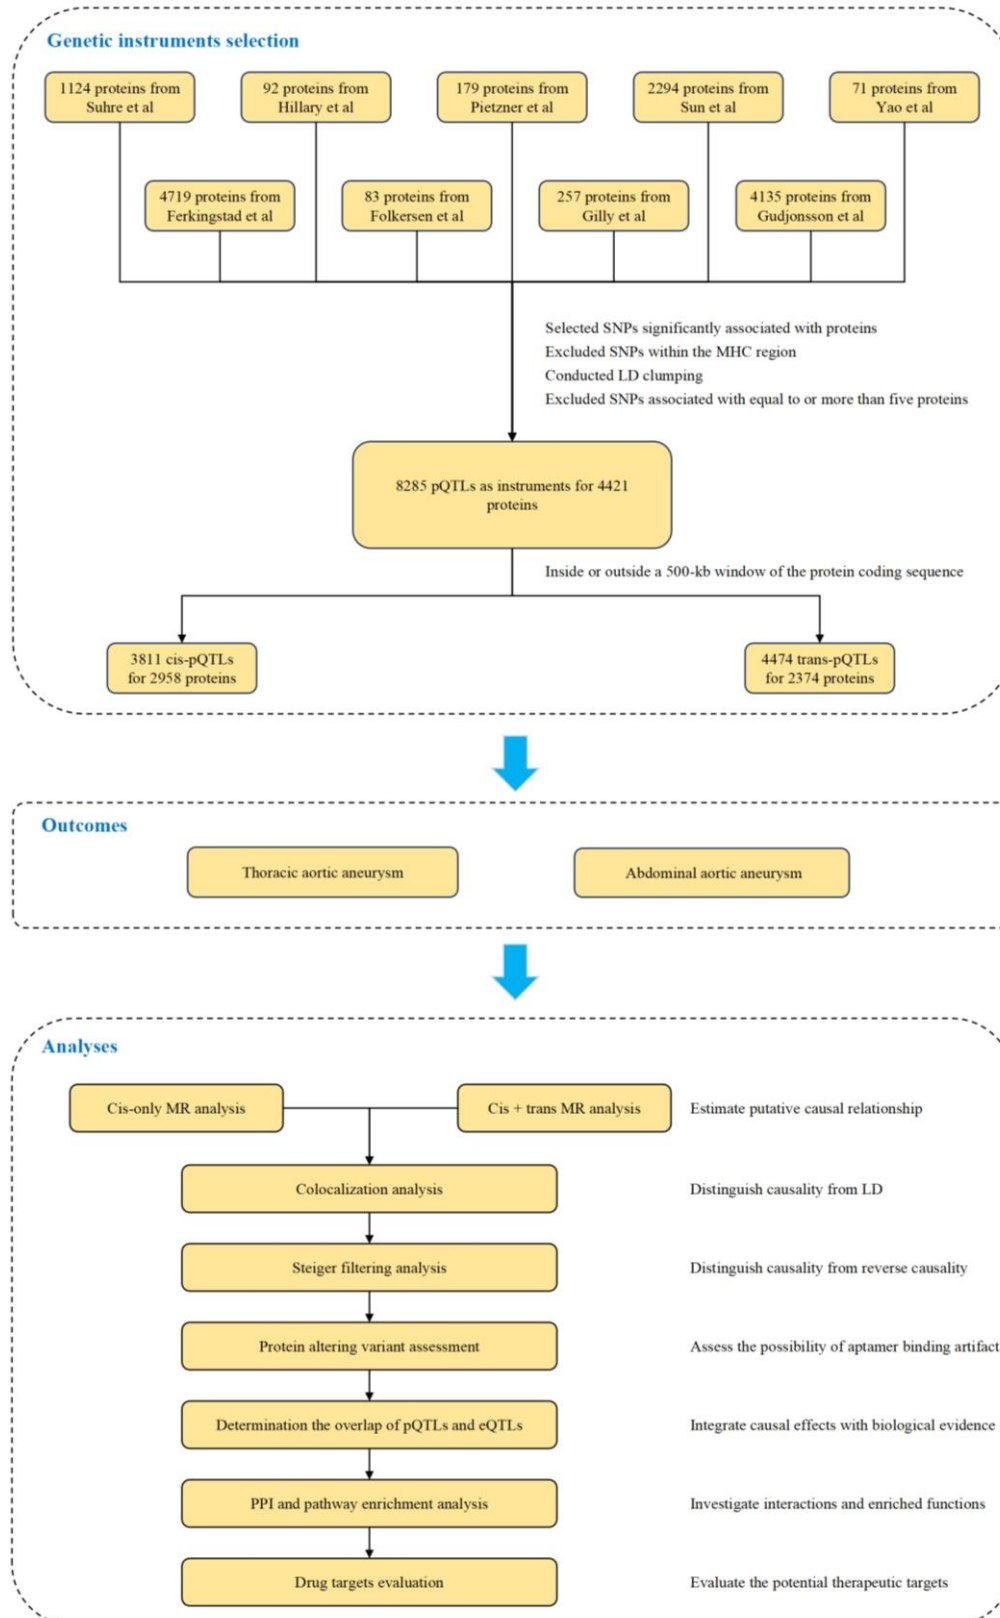 Genetic instruments selection
1124 proteins from
Suhre et al
92 proteins from
Hillary et al
179 proteins from
Pietzner et al
2294 proteins from
Sun et al
71 proteins from
Yao et al
4719 proteins from
Ferkingstad et al
83 proteins from
Folkersen et al
257 proteins from
Gilly et al
4135 proteins from
Gudjonsson et al
Selected SNPs significantly associated with proteins
Excluded SNPs within the MHC region
Conducted LD clumping
Excluded SNPs associated with equal to or more than five proteins
8285 pQTLs as instruments for 4421
proteins
Inside or outside a 500-kb window of the protein coding sequence
3811 cis-pQTLs
for 2958 proteins
4474 trans-pQTLs
for 2374 proteins
Outcomes
Thoracic aortic aneurysm
Abdominal aortic aneurysm
Analyses
Cis-only MR analysis
Cis + trans MR analysis
Estimate putative causal relationship
Colocalization analysis
Distinguish causality from LD
Steiger filtering analysis
Distinguish causality from reverse causality
Protein altering variant assessment
Assess the possibility of aptamer binding artifact
Determination the overlap of pQTLs and eQTLs
Integrate causal effects with biological evidence
PPI and pathway enrichment analysis
Investigate interactions and enriched functions
Drug targets evaluation
Evaluate the potential therapeutic targets